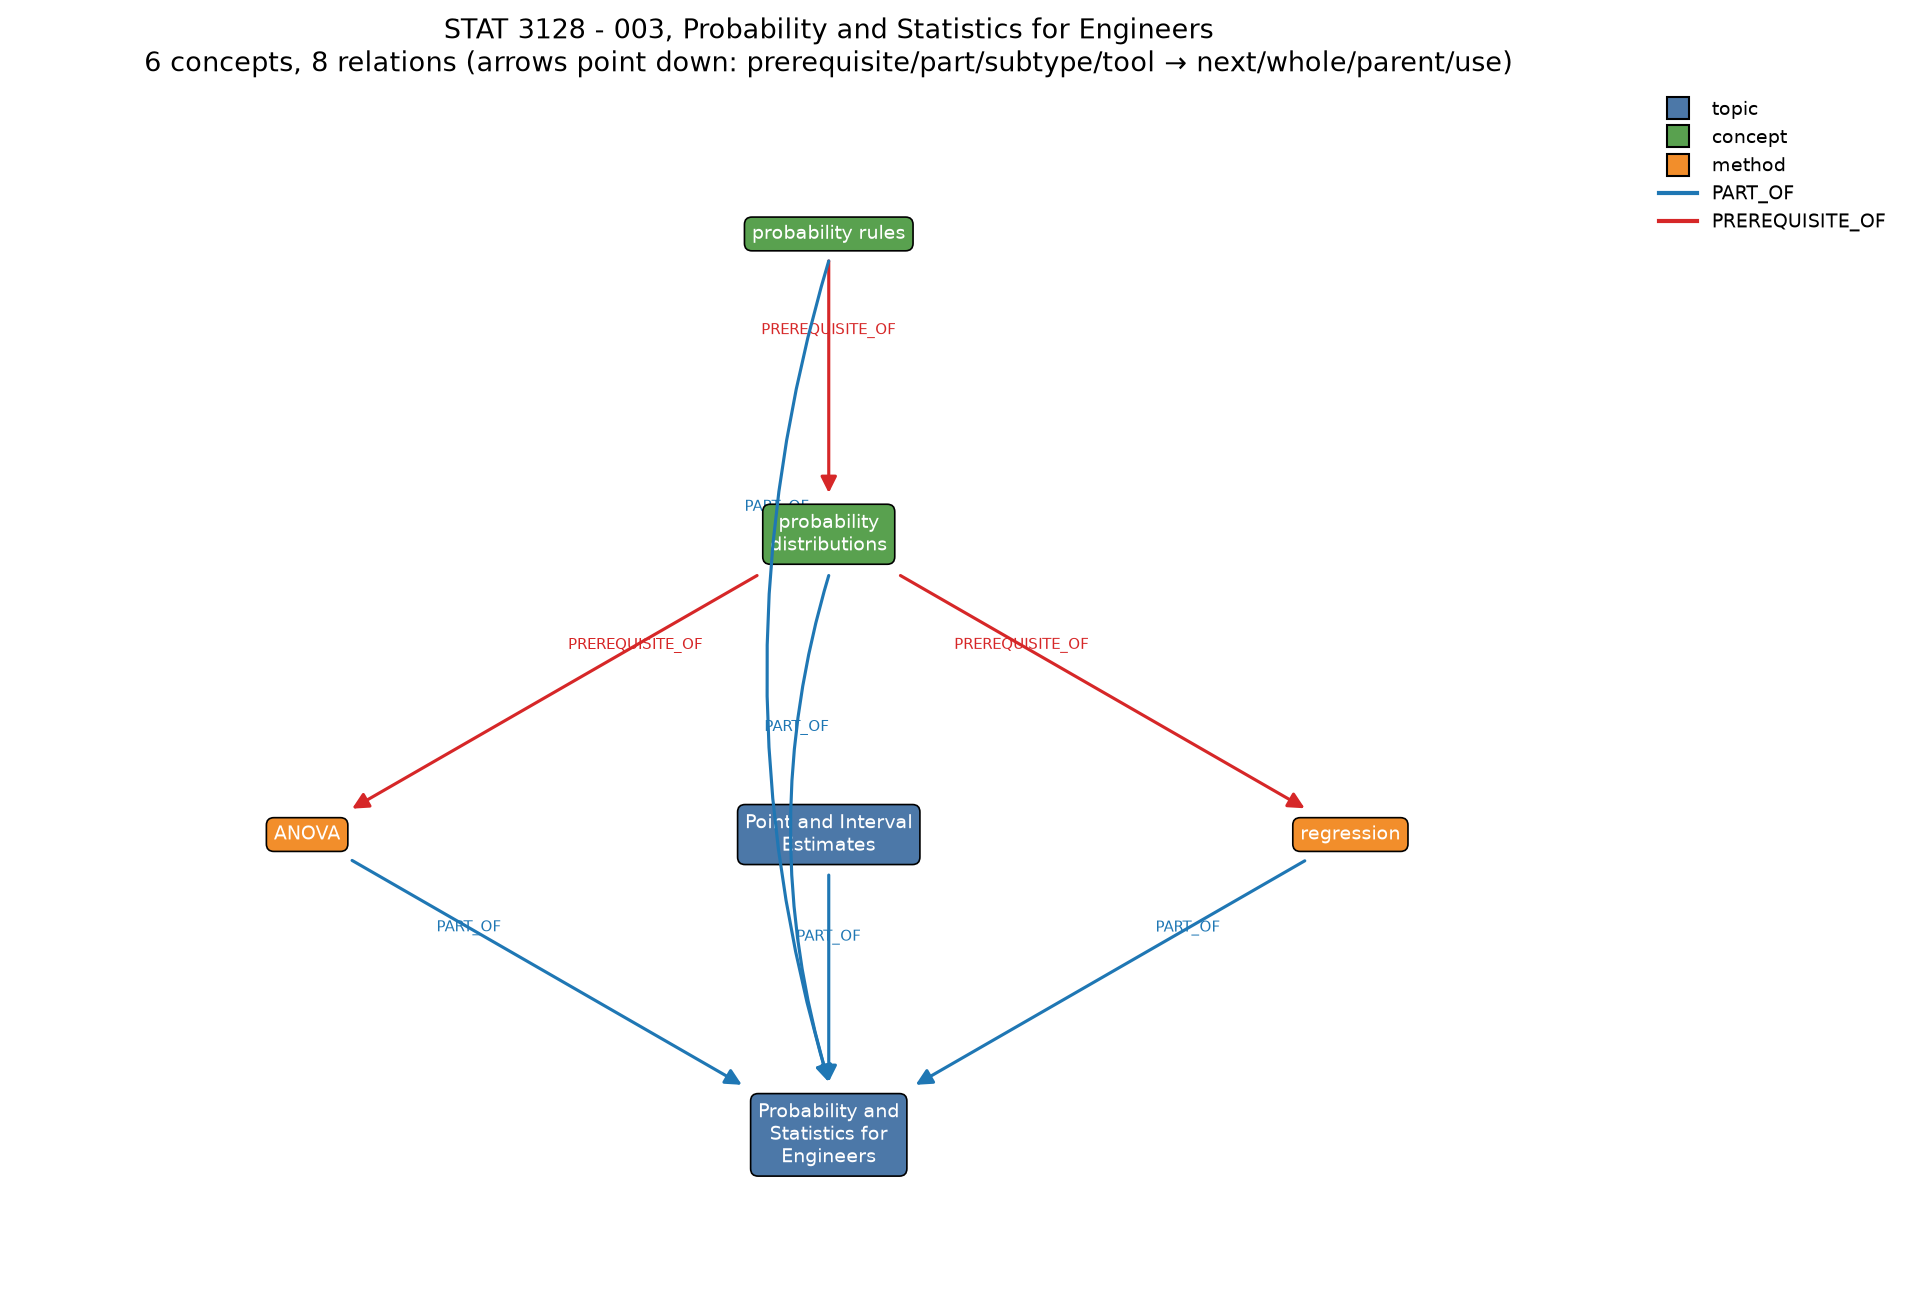 STAT 3128 - 003, Probability and Statistics for Engineers
6 concepts, 8 relations (arrows point down: prerequisite/part/subtype/tool → next/whole/parent/use)
topic
concept
method
PART_OF
PREREQUISITE_OF
probability rules
PREREQUISITE_OF
PART_OF
probability
distributions
PREREQUISITE_OF
PREREQUISITE_OF
PART_OF
ANOVA
Point and Interval
Estimates
regression
PART_OF
PART_OF
PART_OF
Probability and
Statistics for
Engineers